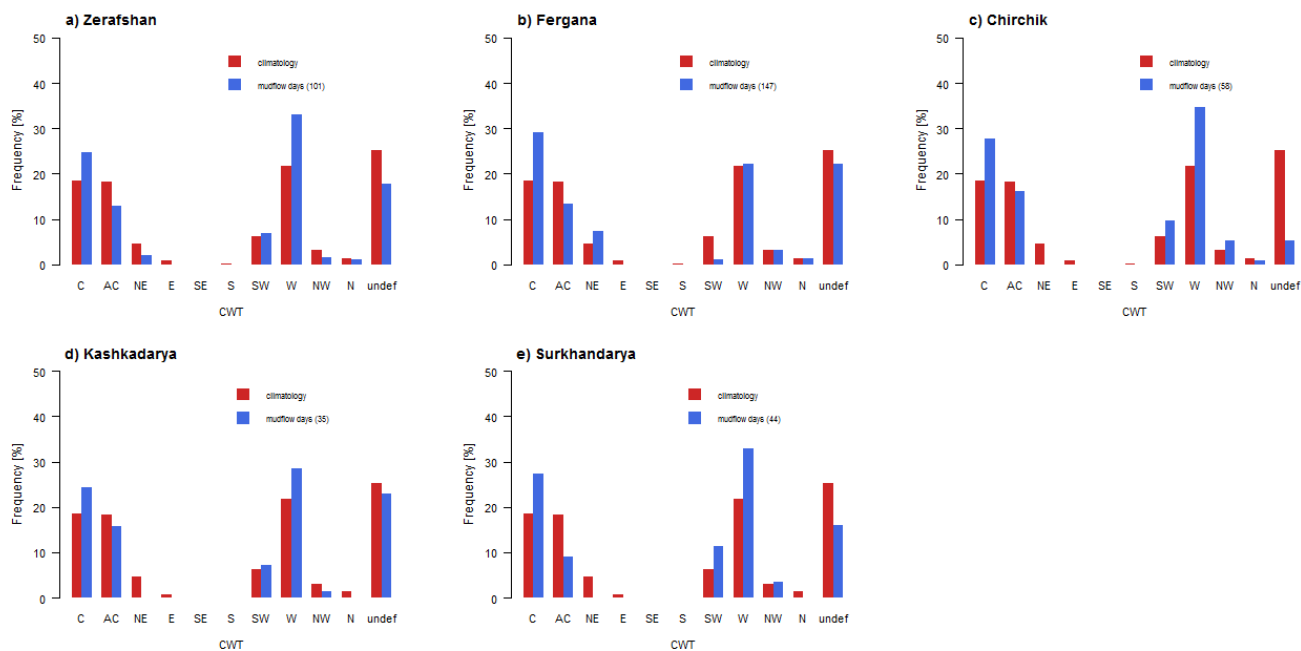 a) Zerafshan
50
40
30
20
10
0
Frequency [%]
climatology
mudflow days (101)
C AC NE E SE S SW W NW N undef
CWT
b) Fergana
50
40
30
20
10
0
Frequency [%]
climatology
mudflow days (147)
C AC NE E SE S SW W NW N undef
CWT
c) Chirchik
50
40
30
20
10
0
Frequency [%]
climatology
mudflow days (58)
C AC NE E SE S SW W NW N undef
CWT
d) Kashkadarya
50
40
30
20
10
0
Frequency [%]
climatology
mudflow days (35)
C AC NE E SE S SW W NW N undef
CWT
e) Surkhandarya
50
40
30
20
10
0
Frequency [%]
climatology
mudflow days (44)
C AC NE E SE S SW W NW N undef
CWT